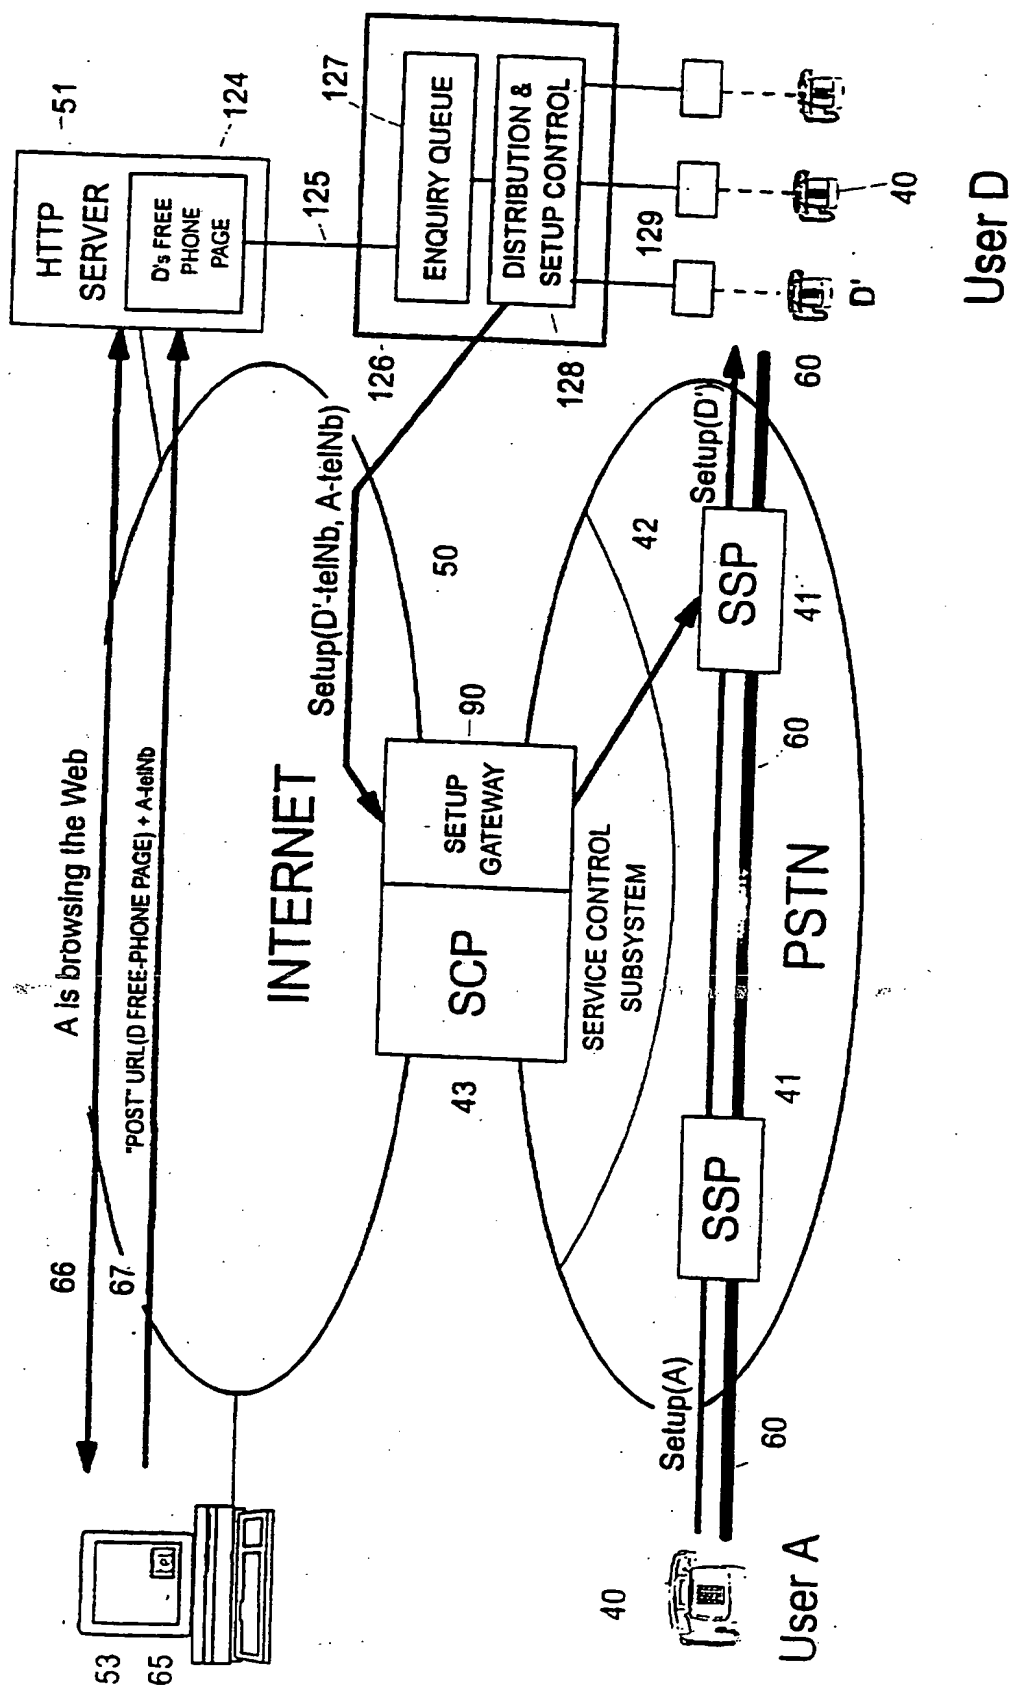 66
A is browsing the Web
67
"POST" URL(D FREE-PHONE PAGE) + A-telNb
HTTP
SERVER
51
D's FREE
PHONE
PAGE
124
125
53
65
tel
INTERNET
50
Setup(D'-telNb, A-telNb)
126
127
ENQUIRY QUEUE
DISTRIBUTION &
SETUP CONTROL
128
129
43
SCP
SETUP
GATEWAY
90
SERVICE CONTROL
SUBSYSTEM
42
40
Setup(A)
60
SSP
41
PSTN
60
SSP
41
Setup(D')
60
D'
40
User A
User D